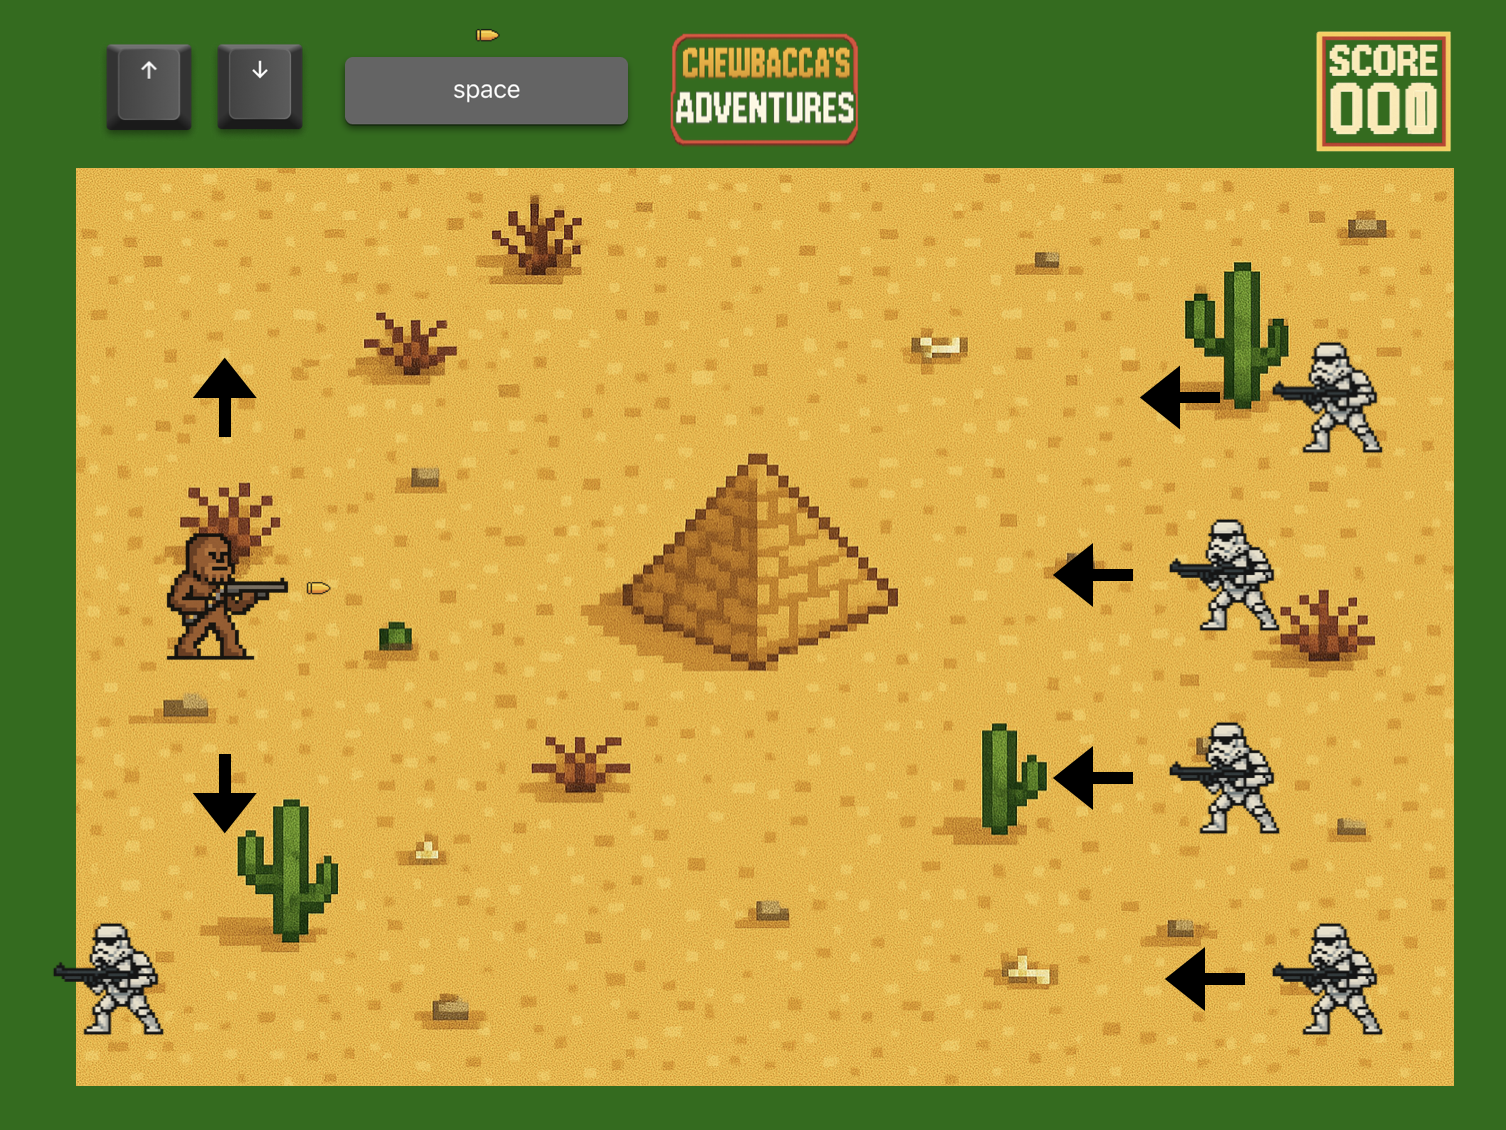 ↑
↓
space
CHEWBACCA'S
ADVENTURES
SCORE
000